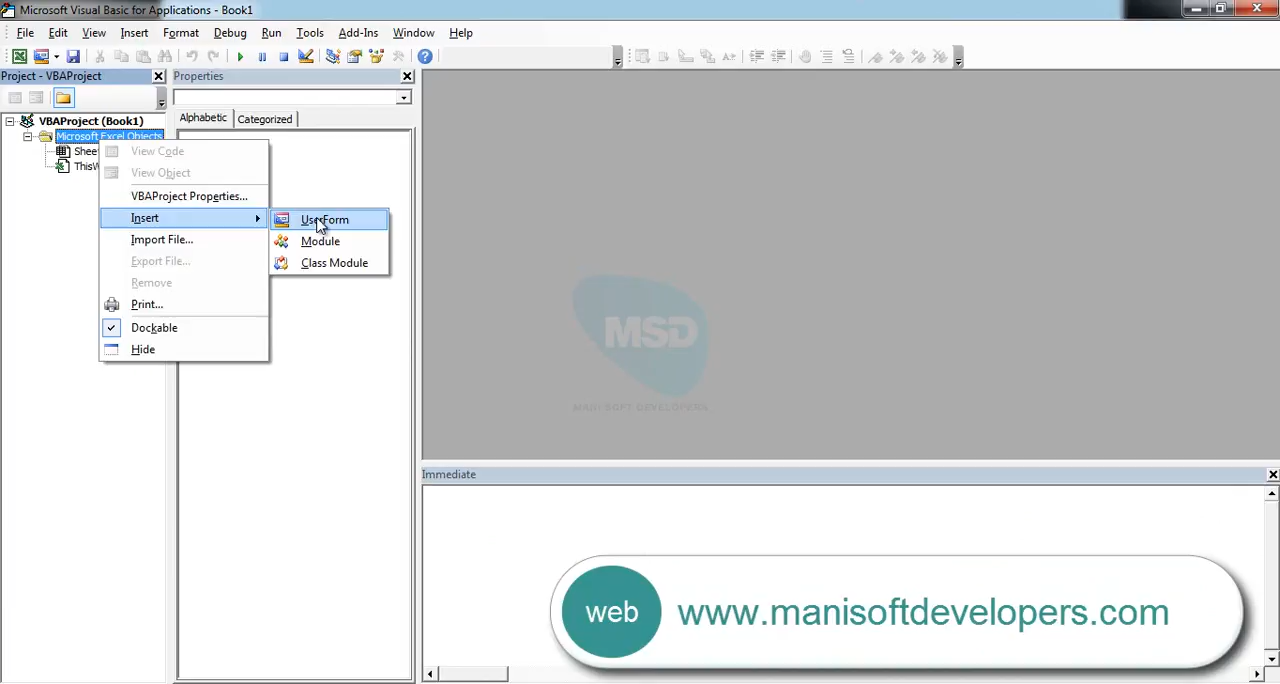 Microsoft Visual Basic for Applications - Book1
File Edit View Insert Format Debug Run Tools Add-Ins Window Help
Project - VBAProject
Properties
Alphabetic Categorized
VBAProject (Book1)
Microsoft Excel Objects
Shee
ThisW
View Code
View Object
VBAProject Properties...
Insert
UserForm
Module
Class Module
Import File...
Export File...
Remove
Print...
Dockable
Hide
MSD
MANI SOFT DEVELOPERS
Immediate
web www.manisoftdevelopers.com